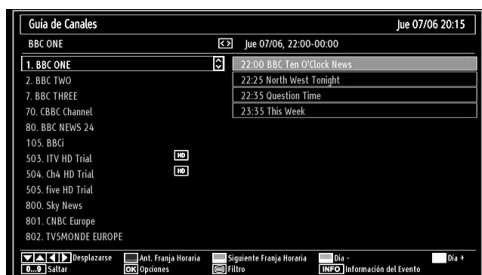 Guía de Canales Jue 07/06 20:15
BBC ONE Jue 07/06, 22:00-00:00
1. BBC ONE 22:00 BBC Ten O'Clock News
2. BBC TWO 22:25 North West Tonight
7. BBC THREE 22:35 Question Time
70. CBBC Channel 23:35 This Week
80. BBC NEWS 24
105. BBCi
503. ITV HD Trial HD
504. Ch4 HD Trial HD
505. five HD Trial
800. Sky News
801. CNBC Europe
802. TV5MONDE EUROPE
Desplazarse Ant. Franja Horaria Siguiente Franja Horaria Día - Día +
0...9 Saltar OK Opciones Filtro INFO Información del Evento